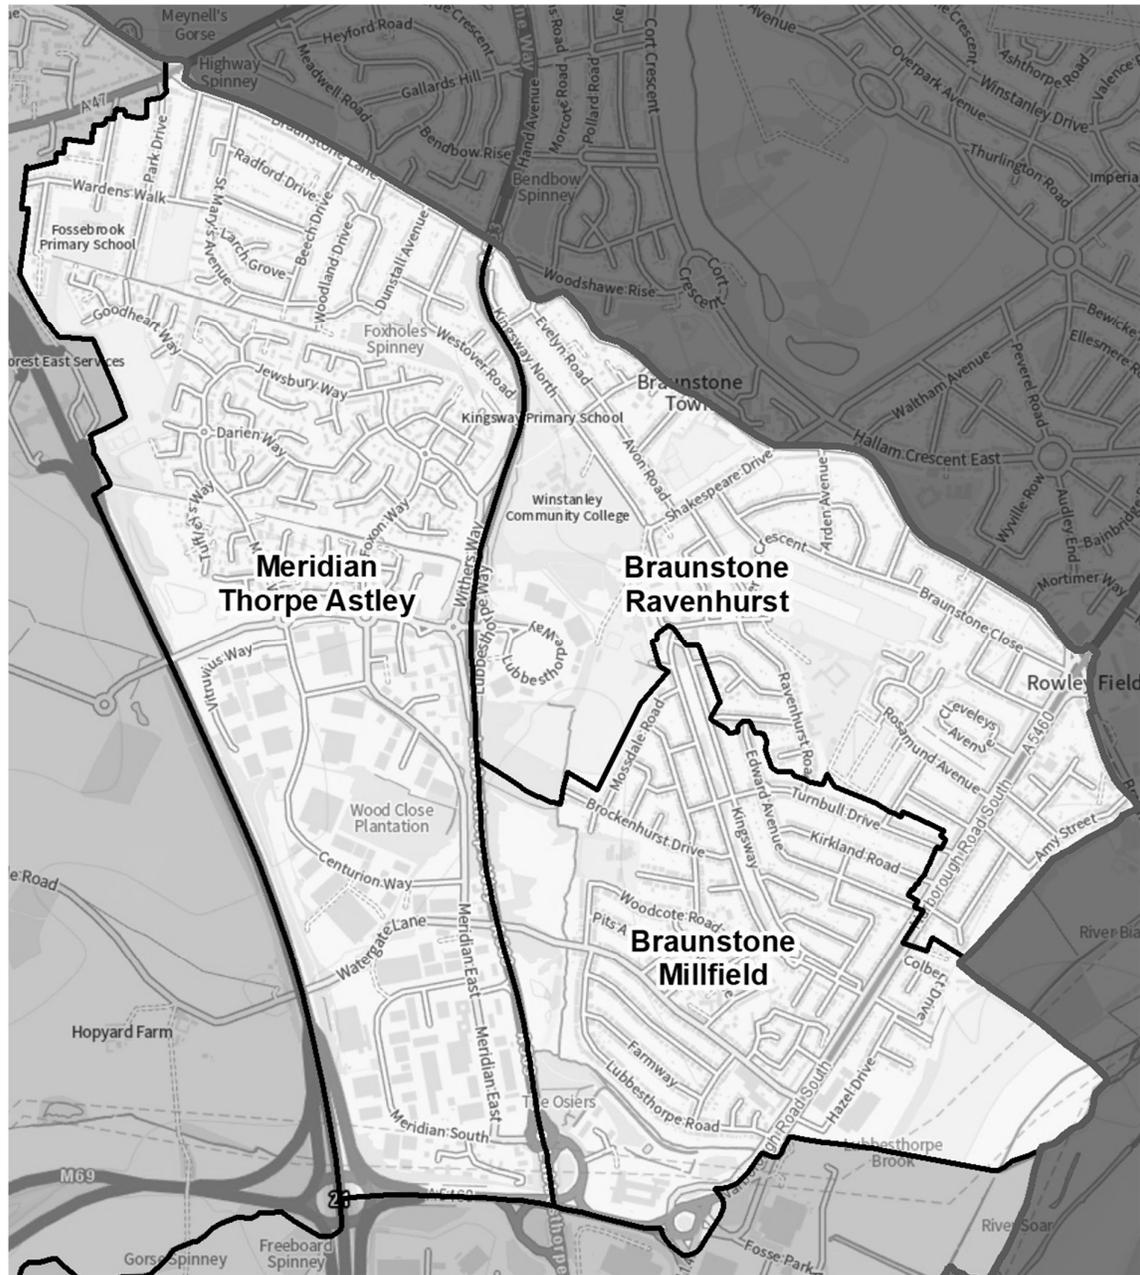 Meynell's
Gorse
Heyford Road
Highway
Spinney
Meadwell Road
Gallards Hill
Bendbow Rise
Hand Avenue
Morcote Road
Pollard Road
Cort Crescent
Bendbow
Spinney
Overpark Avenue
Winstanley Drive
Ashthorpe Road
Thurlington Road
A47
Braunstone Lane
Park Drive
Radford Drive
Wardens Walk
St Mary's Avenue
Beech Drive
Larch Grove
Woodland Drive
Dunstall Avenue
Fossebrook
Primary School
Woodshawe Rise
Cort
Crescent
Goodheart Way
Foxholes
Spinney
Westover Road
Kingsway North
Evelyn Road
Braunstone
Town
Waltham Avenue
Peverel Road
orest East Services
Jewsbury Way
Kingsway Primary School
Darien Way
Avon Road
Hallam Crescent East
Shakespeare Drive
Arden Avenue
Wyville Row
Audley End
Tuffley's Way
Foxon Way
Winstanley
Community College
Crescent
Mortimer Way
Meridian
Thorpe Astley
Withers Way
Lubbesthorpe Way
Braunstone
Ravenhurst
Braunstone Close
Lubbesthorpe
Way
Vitruvius Way
Rowley Field
Mossdale Road
Ravenhurst Roa
Rosamund Avenue
Leveleys
Avenue
A5460
Wood Close
Plantation
Brockenhurst Drive
Kingsway
Edward Avenue
Turnbull Drive
Kirkland Road
borough Road South
Amy Street
Centurion Way
Watergate Lane
Meridian East
Woodcote Road
Pits A
Braunstone
Millfield
Colbert Drive
River Bia
Hopyard Farm
Meridian East
Farmway
Lubbesthorpe Road
Hazel Drive
The Osiers
Meridian South
Lubbesthorpe
Brook
M69
21
River Soar
Gorse Spinney
Freeboard
Spinney
Fosse Park